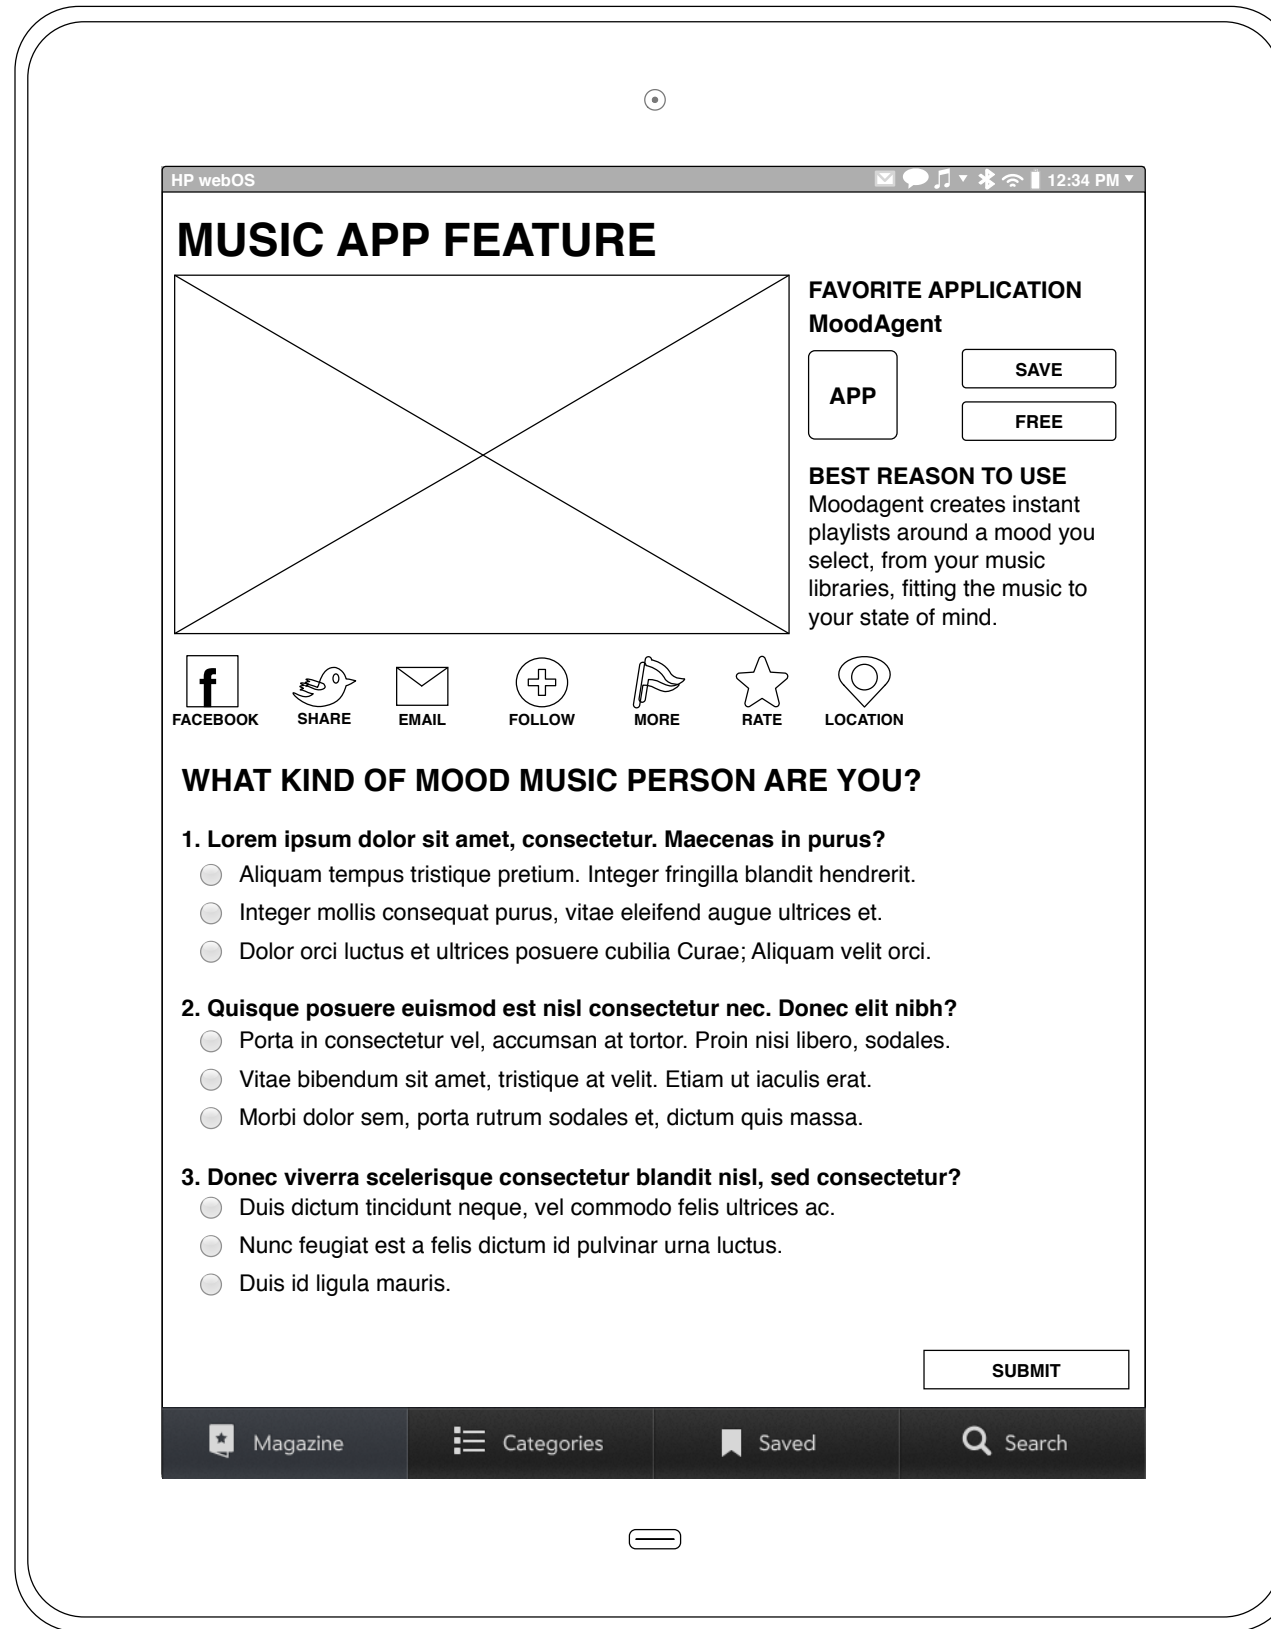 HP webOS 12:34 PM
MUSIC APP FEATURE
FAVORITE APPLICATION
MoodAgent
APP
SAVE
FREE
BEST REASON TO USE
Moodagent creates instant
playlists around a mood you
select, from your music
libraries, fitting the music to
your state of mind.
f
FACEBOOK SHARE EMAIL FOLLOW MORE RATE LOCATION
WHAT KIND OF MOOD MUSIC PERSON ARE YOU?
1. Lorem ipsum dolor sit amet, consectetur. Maecenas in purus?
Aliquam tempus tristique pretium. Integer fringilla blandit hendrerit.
Integer mollis consequat purus, vitae eleifend augue ultrices et.
Dolor orci luctus et ultrices posuere cubilia Curae; Aliquam velit orci.
2. Quisque posuere euismod est nisl consectetur nec. Donec elit nibh?
Porta in consectetur vel, accumsan at tortor. Proin nisi libero, sodales.
Vitae bibendum sit amet, tristique at velit. Etiam ut iaculis erat.
Morbi dolor sem, porta rutrum sodales et, dictum quis massa.
3. Donec viverra scelerisque consectetur blandit nisl, sed consectetur?
Duis dictum tincidunt neque, vel commodo felis ultrices ac.
Nunc feugiat est a felis dictum id pulvinar urna luctus.
Duis id ligula mauris.
SUBMIT
Magazine Categories Saved Search